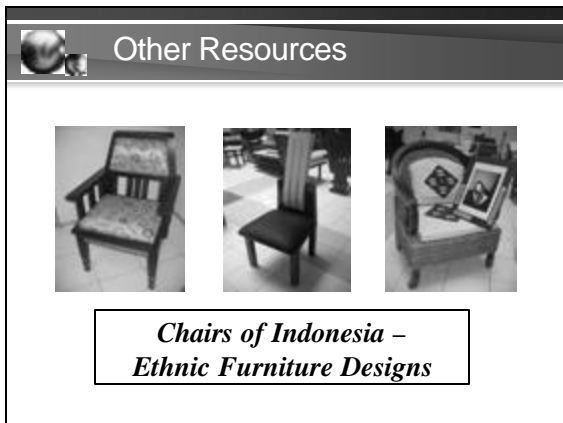 Other Resources
Chairs of Indonesia –
Ethnic Furniture Designs